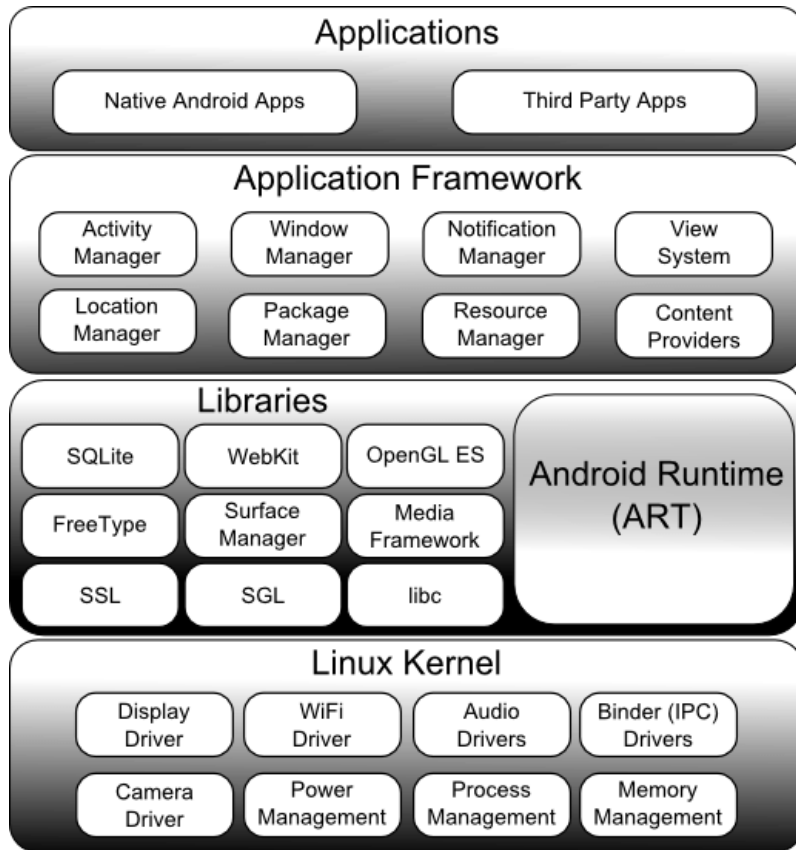 Applications
Native Android Apps
Third Party Apps
Application Framework
Activity
Manager
Window
Manager
Notification
Manager
View
System
Location
Manager
Package
Manager
Resource
Manager
Content
Providers
Libraries
SQLite
WebKit
OpenGL ES
FreeType
Surface
Manager
Media
Framework
SSL
SGL
libc
Android Runtime
(ART)
Linux Kernel
Display
Driver
WiFi
Driver
Audio
Drivers
Binder (IPC)
Drivers
Camera
Driver
Power
Management
Process
Management
Memory
Management